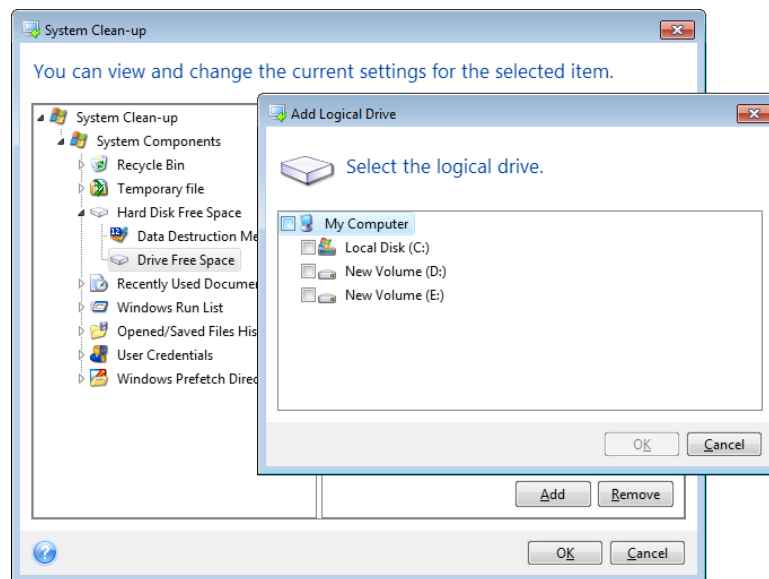 System Clean-up
You can view and change the current settings for the selected item.
System Clean-up
System Components
Recycle Bin
Temporary file
Hard Disk Free Space
Data Destruction Me
Drive Free Space
Recently Used Docume
Windows Run List
Opened/Saved Files His
User Credentials
Windows Prefetch Direc
Add Logical Drive
Select the logical drive.
My Computer
Local Disk (C:)
New Volume (D:)
New Volume (E:)
OK
Cancel
Add
Remove
OK
Cancel